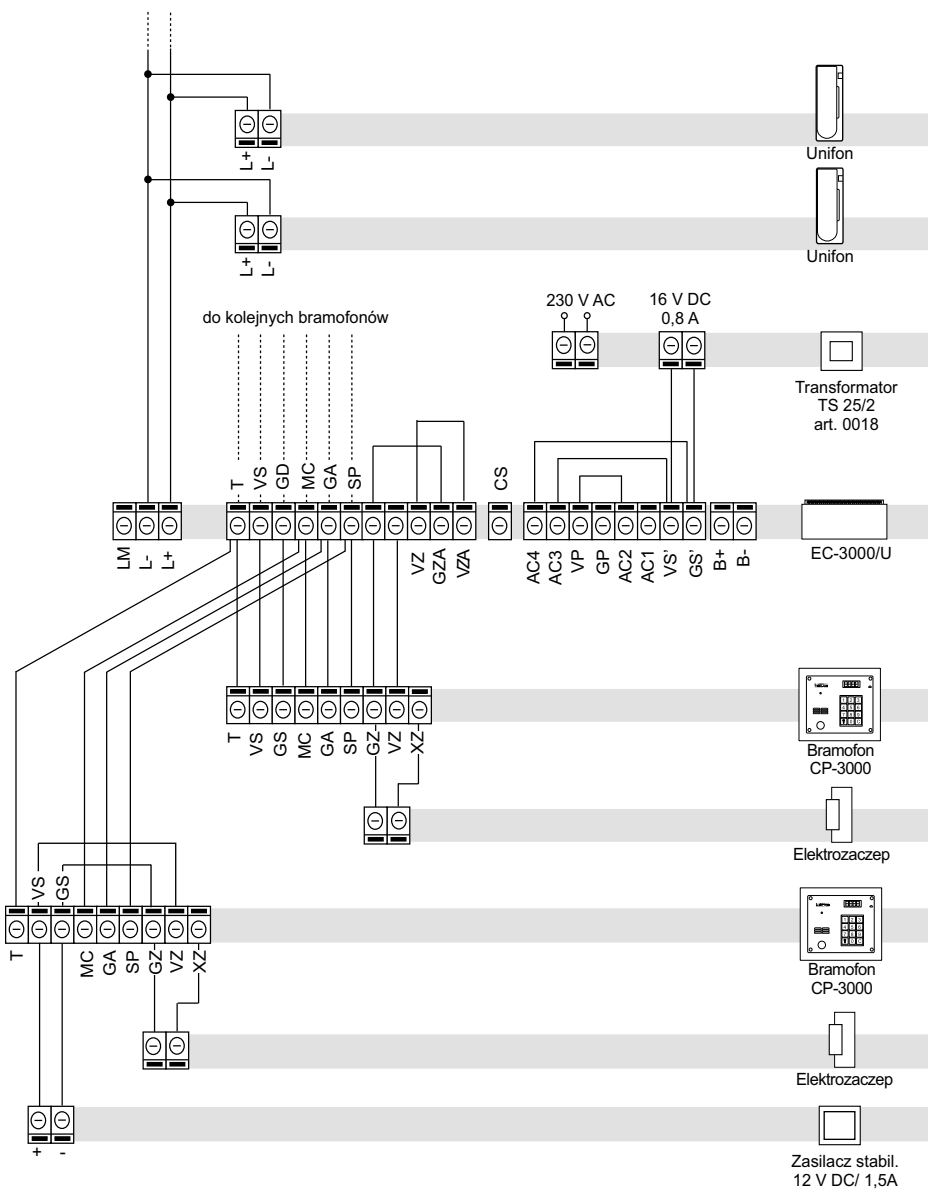 L+
L-
Unifon
L+
L-
Unifon
230 V AC
16 V DC
0,8 A
do kolejnych bramofonów
Transformator
TS 25/2
art. 0018
T
VS
GD
MC
GA
SP
CS
LM
L-
L+
VZ
GZA
VZA
AC4
AC3
VP
GP
AC2
AC1
VS'
GS'
B+
B-
EC-3000/U
T
VS
GS
MC
GA
SP
GZ
VZ
XZ
Bramofon
CP-3000
Elektrozaczep
VS
GS
T
MC
GA
SP
GZ
VZ
XZ
Bramofon
CP-3000
Elektrozaczep
+
-
Zasilacz stabil.
12 V DC/ 1,5A